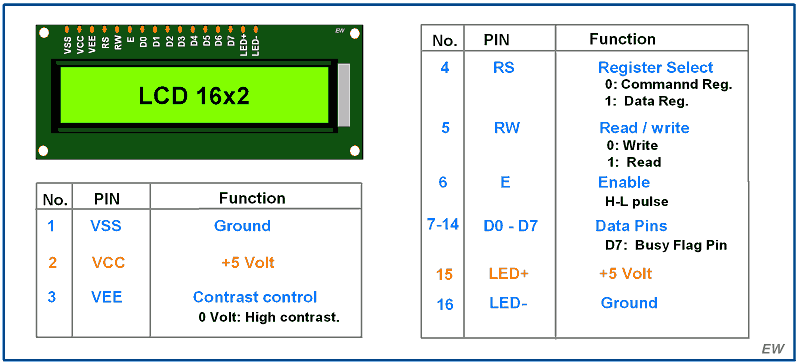 VSS VCC VEE RS RW E D0 D1 D2 D3 D4 D5 D6 D7 LED+ LED-
EW
LCD 16x2
No. PIN Function
1 VSS Ground
2 VCC +5 Volt
3 VEE Contrast control
0 Volt: High contrast.
No. PIN Function
4 RS Register Select
0: Commannd Reg.
1: Data Reg.
5 RW Read / write
0: Write
1: Read
6 E Enable
H-L pulse
7-14 D0 - D7 Data Pins
D7: Busy Flag Pin
15 LED+ +5 Volt
16 LED- Ground
EW